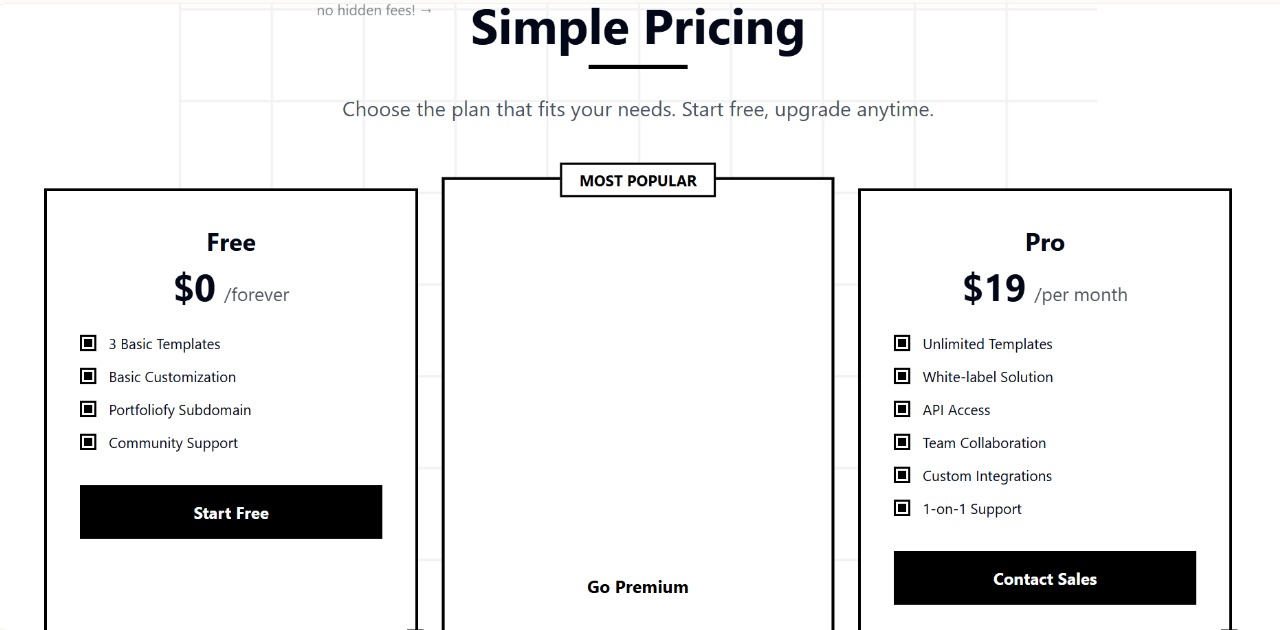 no hidden fees! →
Simple Pricing
Choose the plan that fits your needs. Start free, upgrade anytime.
MOST POPULAR
Free
$0 /forever
3 Basic Templates
Basic Customization
Portfoliofy Subdomain
Community Support
Start Free
Go Premium
Pro
$19 /per month
Unlimited Templates
White-label Solution
API Access
Team Collaboration
Custom Integrations
1-on-1 Support
Contact Sales